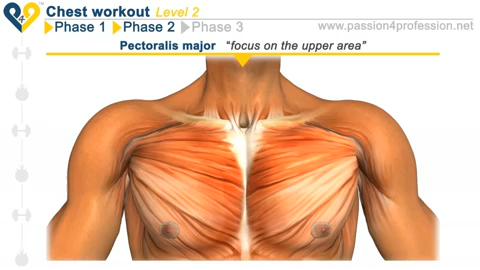 P4P
Chest workout Level 2
Phase 1 Phase 2 Phase 3
www.passion4profession.net
Pectoralis major "focus on the upper area"